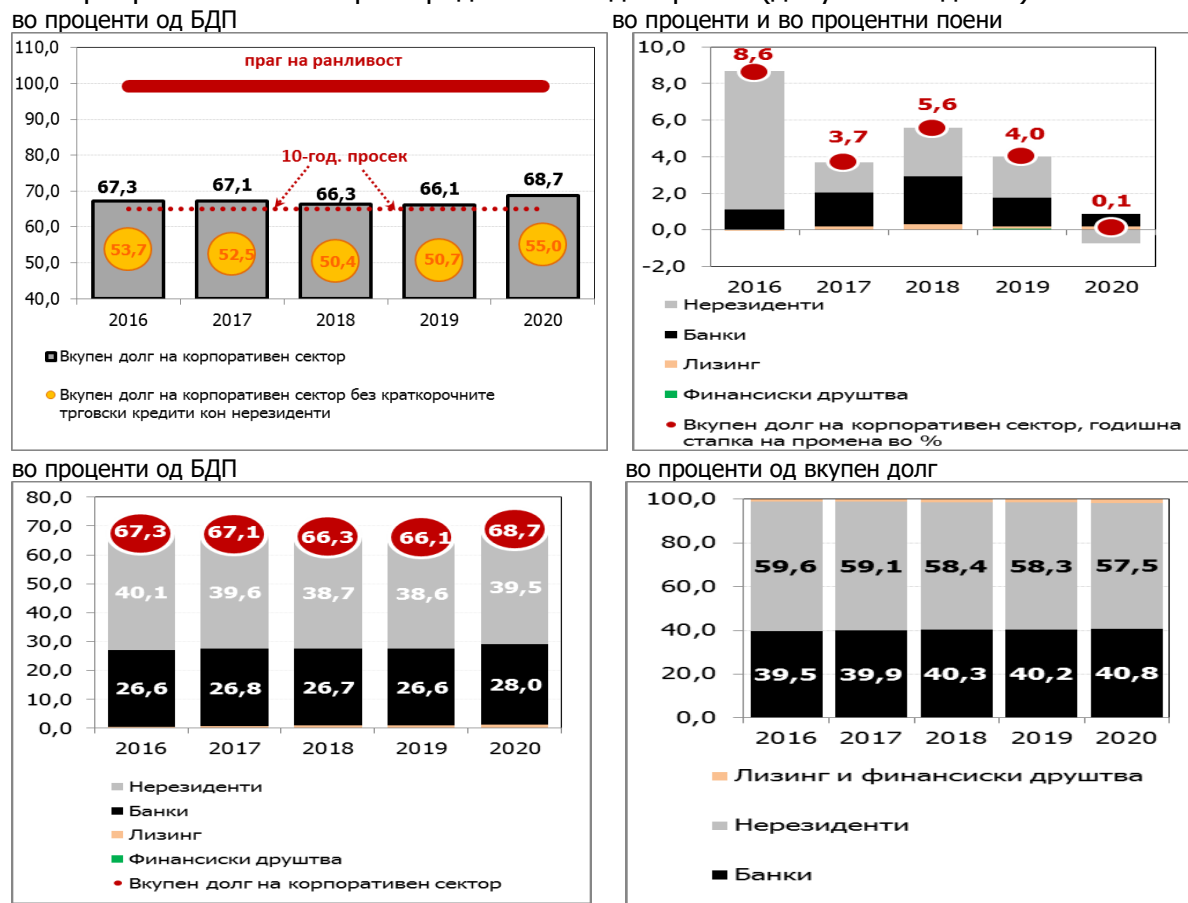 во проценти од БДП
110,0
100,0
90,0
80,0
70,0
60,0
50,0
40,0
праг на ранливост
10-год. просек
67,3
67,1
66,3
66,1
68,7
53,7
52,5
50,4
50,7
55,0
2016 2017 2018 2019 2020
Вкупен долг на корпоративен сектор
Вкупен долг на корпоративен сектор без краткорочните
трговски кредити кон нерезиденти
во проценти и во процентни поени
10,0
8,0
6,0
4,0
2,0
0,0
-2,0
8,6
3,7
5,6
4,0
0,1
2016 2017 2018 2019 2020
Нерезиденти
Банки
Лизинг
Финансиски друштва
Вкупен долг на корпоративен сектор, годишна
стапка на промена во %
во проценти од БДП
80,0
70,0
60,0
50,0
40,0
30,0
20,0
10,0
0,0
67,3 67,1 66,3 66,1 68,7
40,1 39,6 38,7 38,6 39,5
26,6 26,8 26,7 26,6 28,0
2016 2017 2018 2019 2020
Нерезиденти
Банки
Лизинг
Финансиски друштва
Вкупен долг на корпоративен сектор
во проценти од вкупен долг
100,0
80,0
60,0
40,0
20,0
0,0
59,6 59,1 58,4 58,3 57,5
39,5 39,9 40,3 40,2 40,8
2016 2017 2018 2019 2020
Лизинг и финансиски друштва
Нерезиденти
Банки